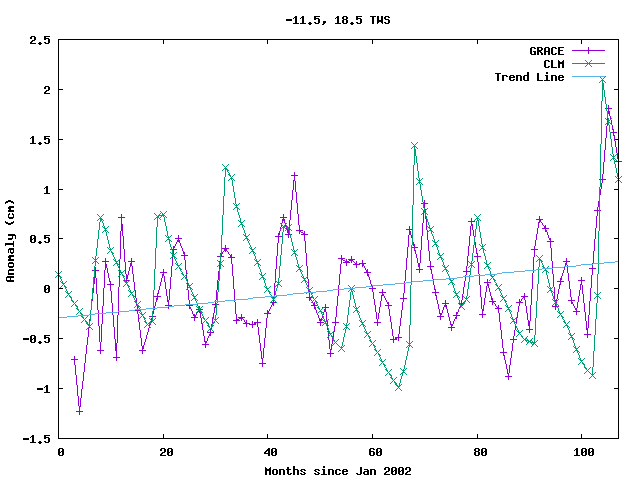 -11.5, 18.5 TWS
2.5
GRACE
CLM
Trend Line
2
1.5
1
0.5
0
-0.5
-1
-1.5
Anomaly (cm)
0 20 40 60 80 100
Months since Jan 2002